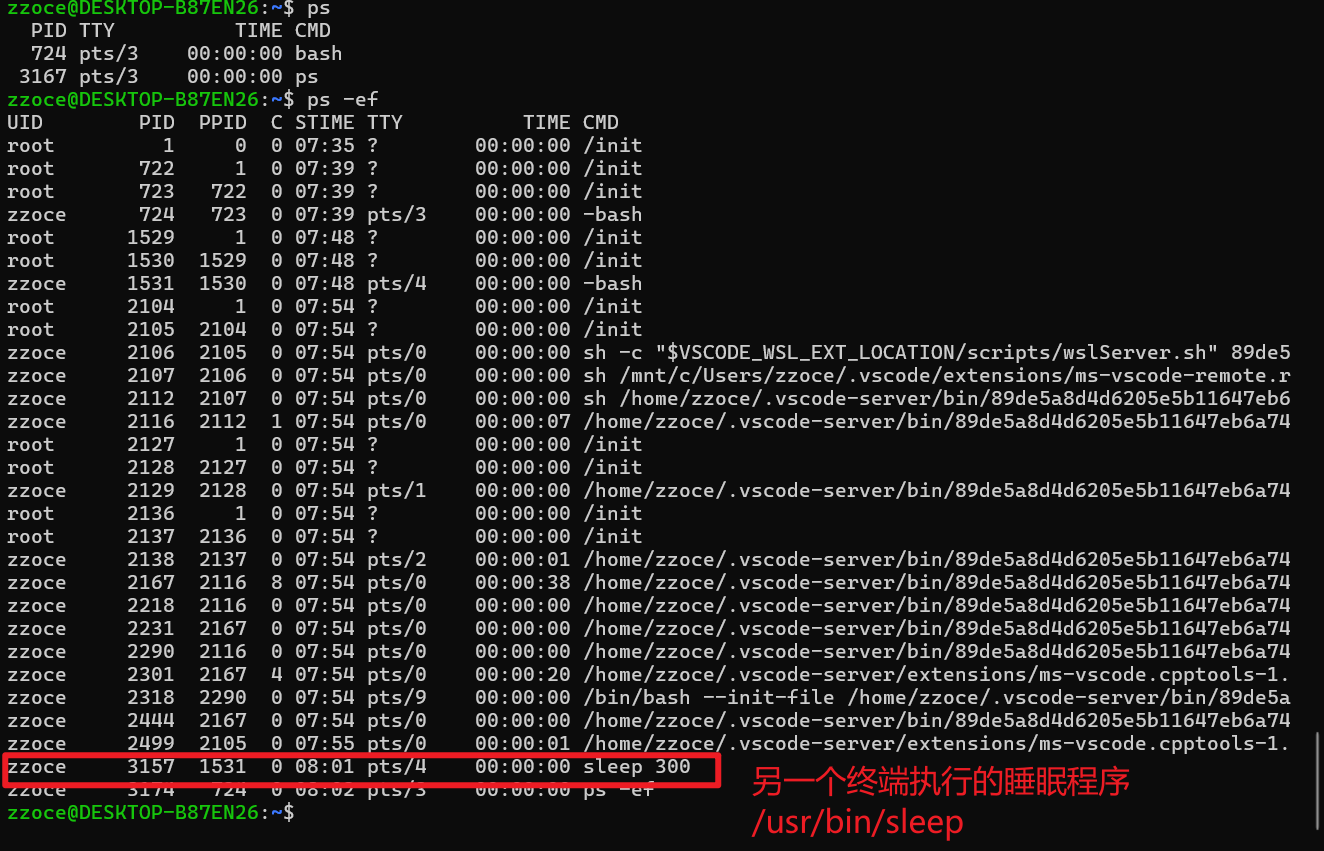 zzoce@DESKTOP-B87EN26:~$ ps
  PID TTY          TIME CMD
  724 pts/3    00:00:00 bash
 3167 pts/3    00:00:00 ps
zzoce@DESKTOP-B87EN26:~$ ps -ef
UID        PID  PPID  C STIME TTY          TIME CMD
root         1     0  0 07:35 ?        00:00:00 /init
root       722     1  0 07:39 ?        00:00:00 /init
root       723   722  0 07:39 ?        00:00:00 /init
zzoce      724   723  0 07:39 pts/3    00:00:00 -bash
root      1529     1  0 07:48 ?        00:00:00 /init
root      1530  1529  0 07:48 ?        00:00:00 /init
zzoce     1531  1530  0 07:48 pts/4    00:00:00 -bash
root      2104     1  0 07:54 ?        00:00:00 /init
root      2105  2104  0 07:54 ?        00:00:00 /init
zzoce     2106  2105  0 07:54 pts/0    00:00:00 sh -c "$VSCODE_WSL_EXT_LOCATION/scripts/wslServer.sh" 89de5
zzoce     2107  2106  0 07:54 pts/0    00:00:00 sh /mnt/c/Users/zzoce/.vscode/extensions/ms-vscode-remote.r
zzoce     2112  2107  0 07:54 pts/0    00:00:00 sh /home/zzoce/.vscode-server/bin/89de5a8d4d6205e5b11647eb6
zzoce     2116  2112  1 07:54 pts/0    00:00:07 /home/zzoce/.vscode-server/bin/89de5a8d4d6205e5b11647eb6a74
root      2127     1  0 07:54 ?        00:00:00 /init
root      2128  2127  0 07:54 ?        00:00:00 /init
zzoce     2129  2128  0 07:54 pts/1    00:00:00 /home/zzoce/.vscode-server/bin/89de5a8d4d6205e5b11647eb6a74
root      2136     1  0 07:54 ?        00:00:00 /init
root      2137  2136  0 07:54 ?        00:00:00 /init
zzoce     2138  2137  0 07:54 pts/2    00:00:01 /home/zzoce/.vscode-server/bin/89de5a8d4d6205e5b11647eb6a74
zzoce     2167  2116  8 07:54 pts/0    00:00:38 /home/zzoce/.vscode-server/bin/89de5a8d4d6205e5b11647eb6a74
zzoce     2218  2116  0 07:54 pts/0    00:00:00 /home/zzoce/.vscode-server/bin/89de5a8d4d6205e5b11647eb6a74
zzoce     2231  2167  0 07:54 pts/0    00:00:00 /home/zzoce/.vscode-server/bin/89de5a8d4d6205e5b11647eb6a74
zzoce     2290  2116  0 07:54 pts/0    00:00:00 /home/zzoce/.vscode-server/bin/89de5a8d4d6205e5b11647eb6a74
zzoce     2301  2167  4 07:54 pts/0    00:00:20 /home/zzoce/.vscode-server/extensions/ms-vscode.cpptools-1.
zzoce     2318  2290  0 07:54 pts/9    00:00:00 /bin/bash --init-file /home/zzoce/.vscode-server/bin/89de5a
zzoce     2444  2167  0 07:54 pts/0    00:00:00 /home/zzoce/.vscode-server/bin/89de5a8d4d6205e5b11647eb6a74
zzoce     2499  2105  0 07:55 pts/0    00:00:01 /home/zzoce/.vscode-server/extensions/ms-vscode.cpptools-1.
zzoce     3157  1531  0 08:01 pts/4    00:00:00 sleep 300
zzoce     3174   724  0 08:02 pts/3    00:00:00 ps -ef
zzoce@DESKTOP-B87EN26:~$
另一个终端执行的睡眠程序
/usr/bin/sleep